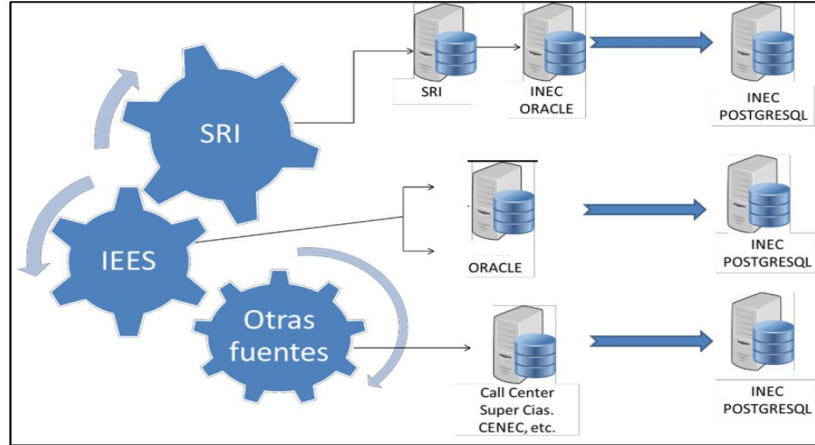 SRI
SRI
INEC
ORACLE
INEC
POSTGRESQL
IEES
ORACLE
INEC
POSTGRESQL
Otras
fuentes
Call Center
Super Cias.
CENEC, etc.
INEC
POSTGRESQL